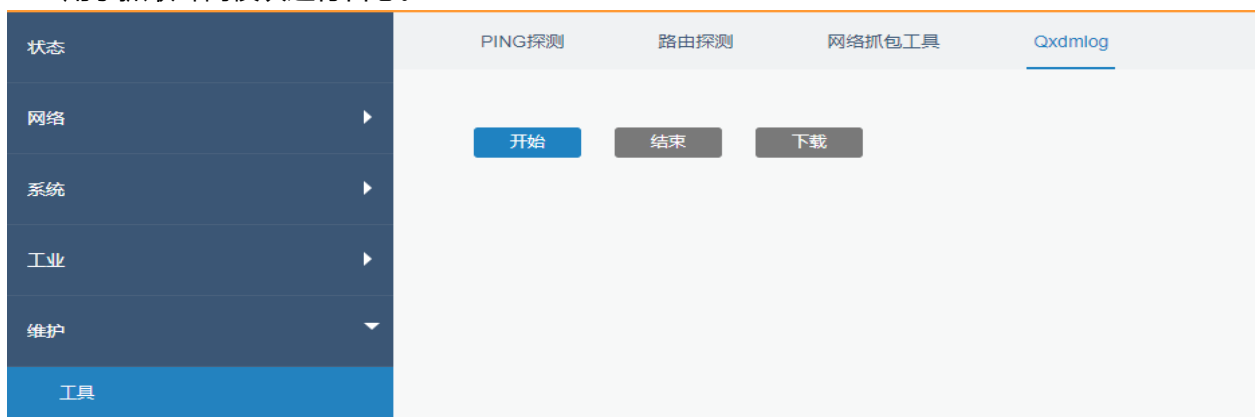 状态
PING探测 路由探测 网络抓包工具 Qxdmlog
网络
开始 结束 下载
系统
工业
维护
工具